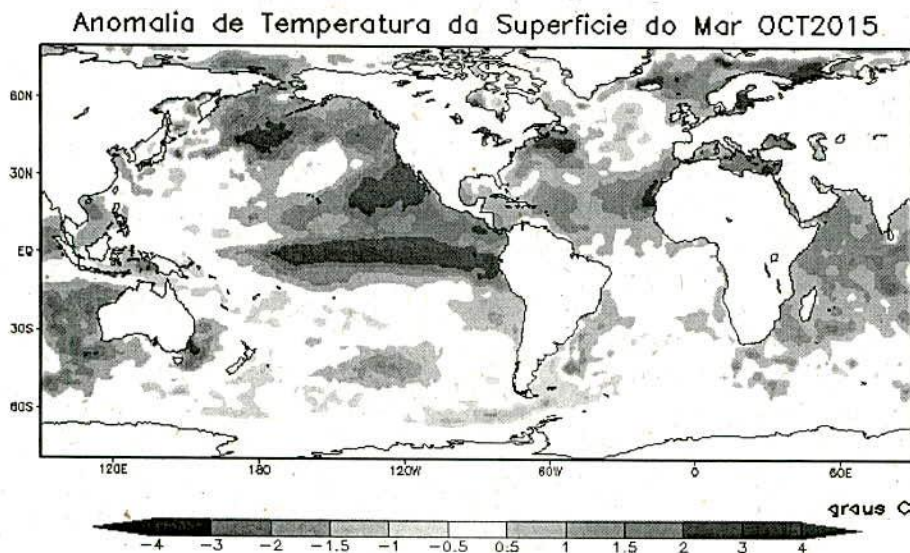 Anomalia de Temperatura da Superficie do Mar OCT2015
60N
30N
EQ
30S
60S
120E 180 120W 60W 0 60E
graus C
-4 -3 -2 -1.5 -1 -0.5 0.5 1 1.5 2 3 4